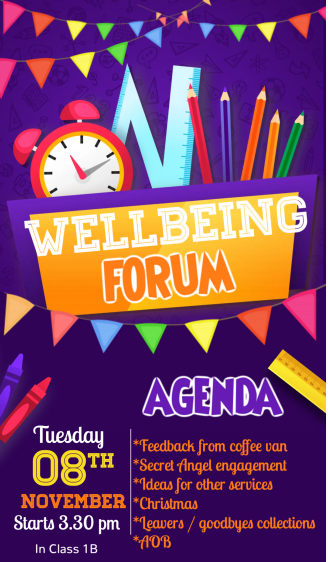 WELLBEING
FORUM
AGENDA
Tuesday
08TH
NOVEMBER
Starts 3.30 pm
In Class 1B
*Feedback from coffee van
*Secret Angel engagement
*Ideas for other services
*Christmas
*Leavers / goodbyes collections
*AOB